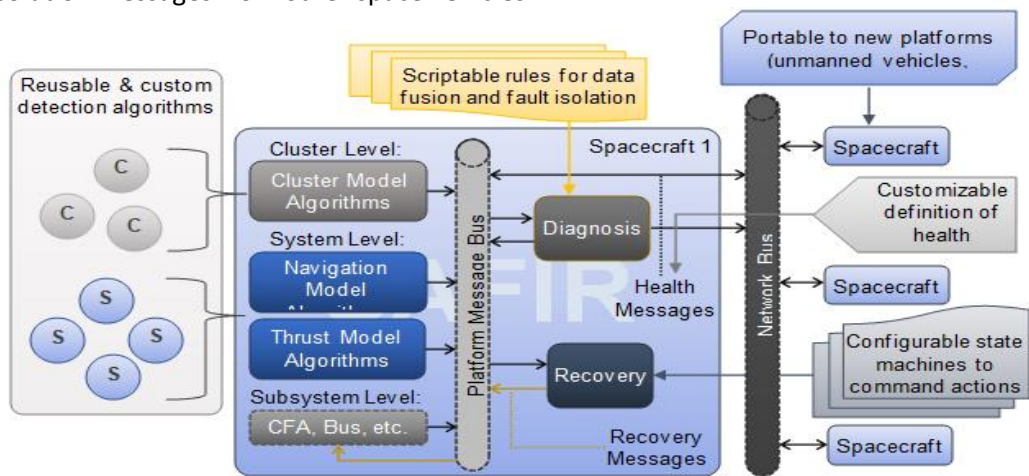 Reusable & custom
detection algorithms
C
C
C
S
S
S
S
Scriptable rules for data
fusion and fault isolation
Portable to new platforms
(unmanned vehicles,
Spacecraft 1
Cluster Level:
Cluster Model
Algorithms
System Level:
Navigation
Model
Thrust Model
Algorithms
Subsystem Level:
CFA, Bus, etc.
Platform Message Bus
Diagnosis
Health
Messages
Recovery
Recovery
Messages
Network Bus
Spacecraft
Customizable
definition of
health
Spacecraft
Configurable state
machines to
command actions
Spacecraft